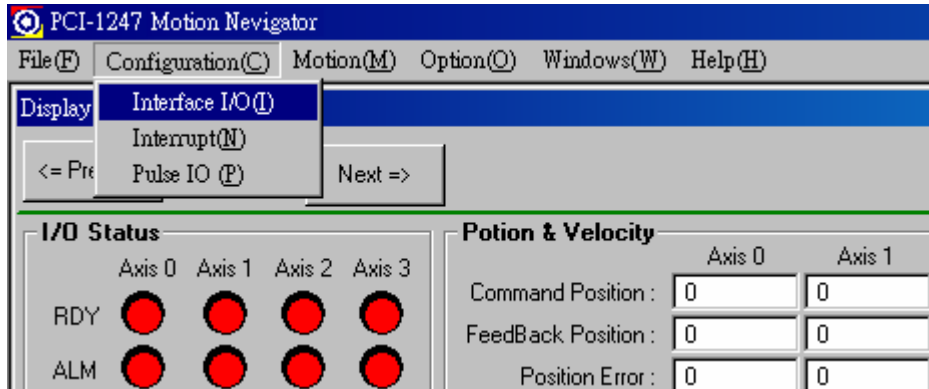 PCI-1247 Motion Nevigator
File(F) Configuration(C) Motion(M) Option(O) Windows(W) Help(H)
Display
Interface I/O(I)
Interrupt(N)
Pulse IO (P)
<= Pre
Next =>
I/O Status
Axis 0 Axis 1 Axis 2 Axis 3
RDY
ALM
Potion & Velocity
Axis 0 Axis 1
Command Position : 0 0
FeedBack Position : 0 0
Position Error : 0 0